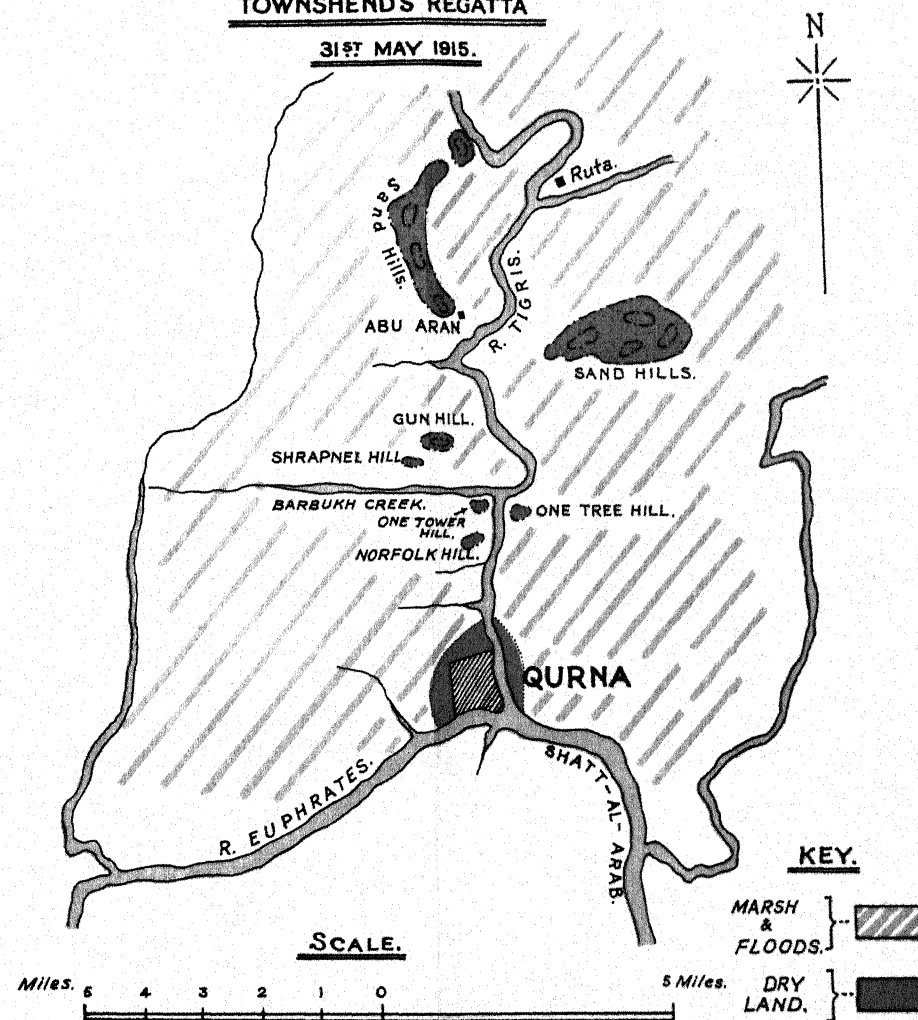 TOWNSHEND'S REGATTA
31ST MAY 1915.
N
Ruta.
Sand
Hills.
R. TIGRIS.
ABU ARAN
SAND HILLS.
GUN HILL.
SHRAPNEL HILL
BARBUKH CREEK.
ONE TOWER
HILL.
ONE TREE HILL.
NORFOLK HILL.
QURNA
SHATT-AL-ARAB.
R. EUPHRATES.
KEY.
MARSH
&
FLOODS.
DRY
LAND.
SCALE.
Miles. 5 4 3 2 1 0 5 Miles.